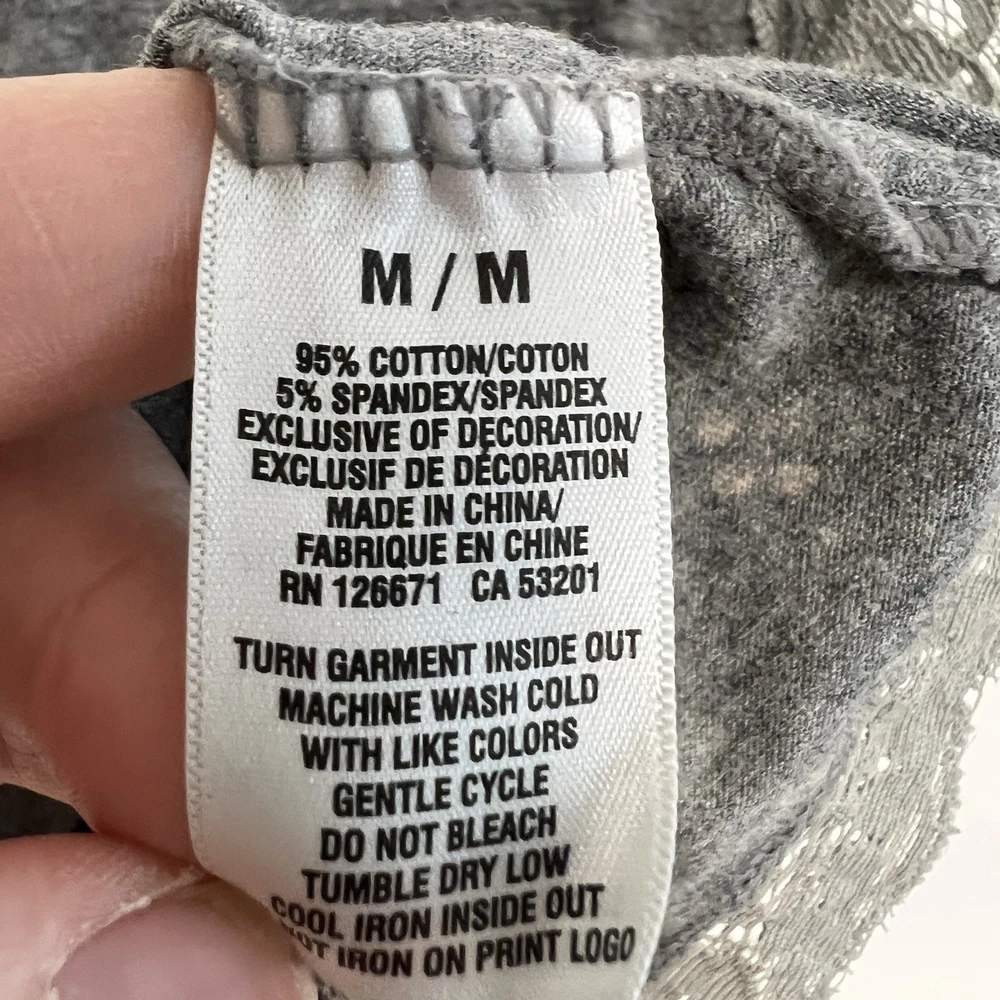 M / M
95% COTTON/COTON
5% SPANDEX/SPANDEX
EXCLUSIVE OF DECORATION/
EXCLUSIF DE DÉCORATION
MADE IN CHINA/
FABRIQUE EN CHINE
RN 126671 CA 53201
TURN GARMENT INSIDE OUT
MACHINE WASH COLD
WITH LIKE COLORS
GENTLE CYCLE
DO NOT BLEACH
TUMBLE DRY LOW
COOL IRON INSIDE OUT
IRON ON PRINT LOGO